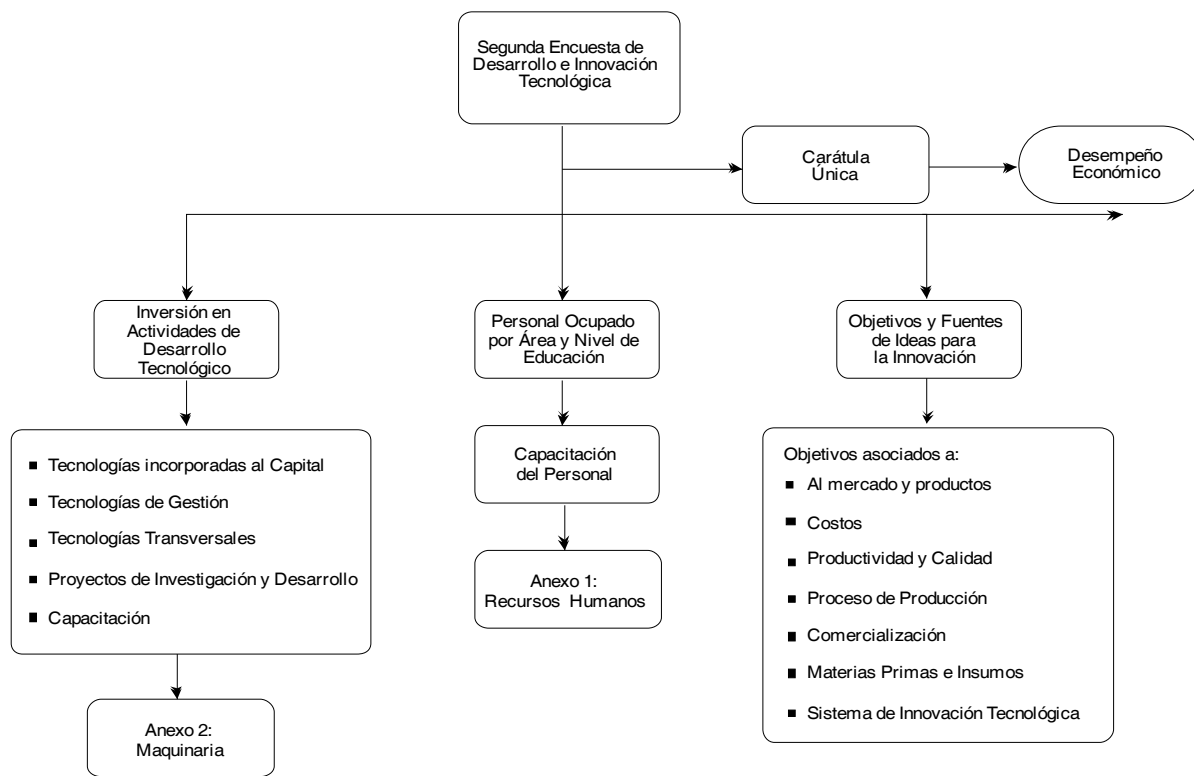 Segunda Encuesta de
Desarrollo e Innovación
Tecnológica
Carátula
Única
Desempeño
Económico
Inversión en
Actividades de
Desarrollo
Tecnológico
Personal Ocupado
por Área y Nivel de
Educación
Objetivos y Fuentes
de Ideas para
la Innovación
▪ Tecnologías incorporadas al Capital
▪ Tecnologías de Gestión
▪ Tecnologías Transversales
▪ Proyectos de Investigación y Desarrollo
▪ Capacitación
Anexo 2:
Maquinaria
Capacitación
del Personal
Anexo 1:
Recursos Humanos
Objetivos asociados a:
▪ Al mercado y productos
▪ Costos
▪ Productividad y Calidad
▪ Proceso de Producción
▪ Comercialización
▪ Materias Primas e Insumos
▪ Sistema de Innovación Tecnológica